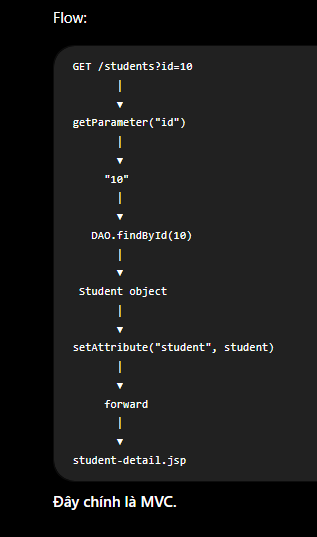 Flow:
GET /students?id=10
│
▼
getParameter("id")
│
▼
"10"
│
▼
DAO.findById(10)
│
▼
Student object
│
▼
setAttribute("student", student)
│
▼
forward
│
▼
student-detail.jsp
Đây chính là MVC.